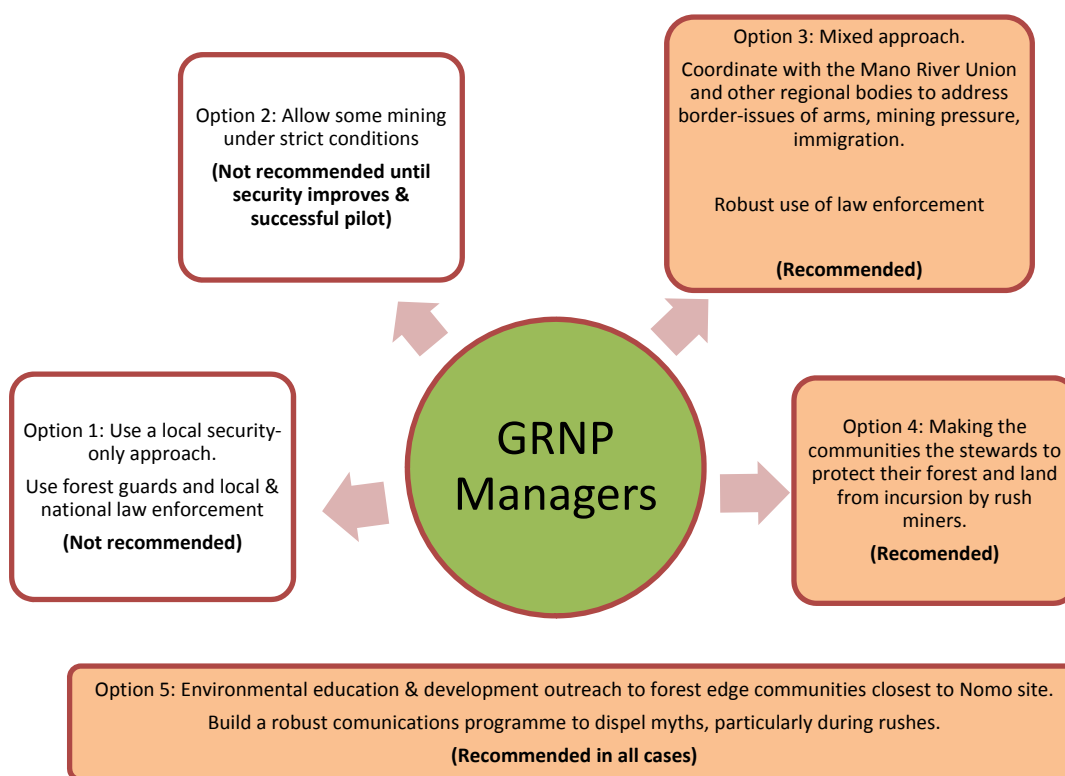 Option 1: Use a local security-
only approach.
Use forest guards and local &
national law enforcement
(Not recommended)
Option 2: Allow some mining
under strict conditions
(Not recommended until
security improves &
successful pilot)
Option 3: Mixed approach.
Coordinate with the Mano River Union
and other regional bodies to address
border-issues of arms, mining pressure,
immigration.
Robust use of law enforcement
(Recommended)
GRNP
Managers
Option 4: Making the
communities the stewards to
protect their forest and land
from incursion by rush
miners.
(Recomended)
Option 5: Environmental education & development outreach to forest edge communities closest to Nomo site.
Build a robust comunications programme to dispel myths, particularly during rushes.
(Recommended in all cases)